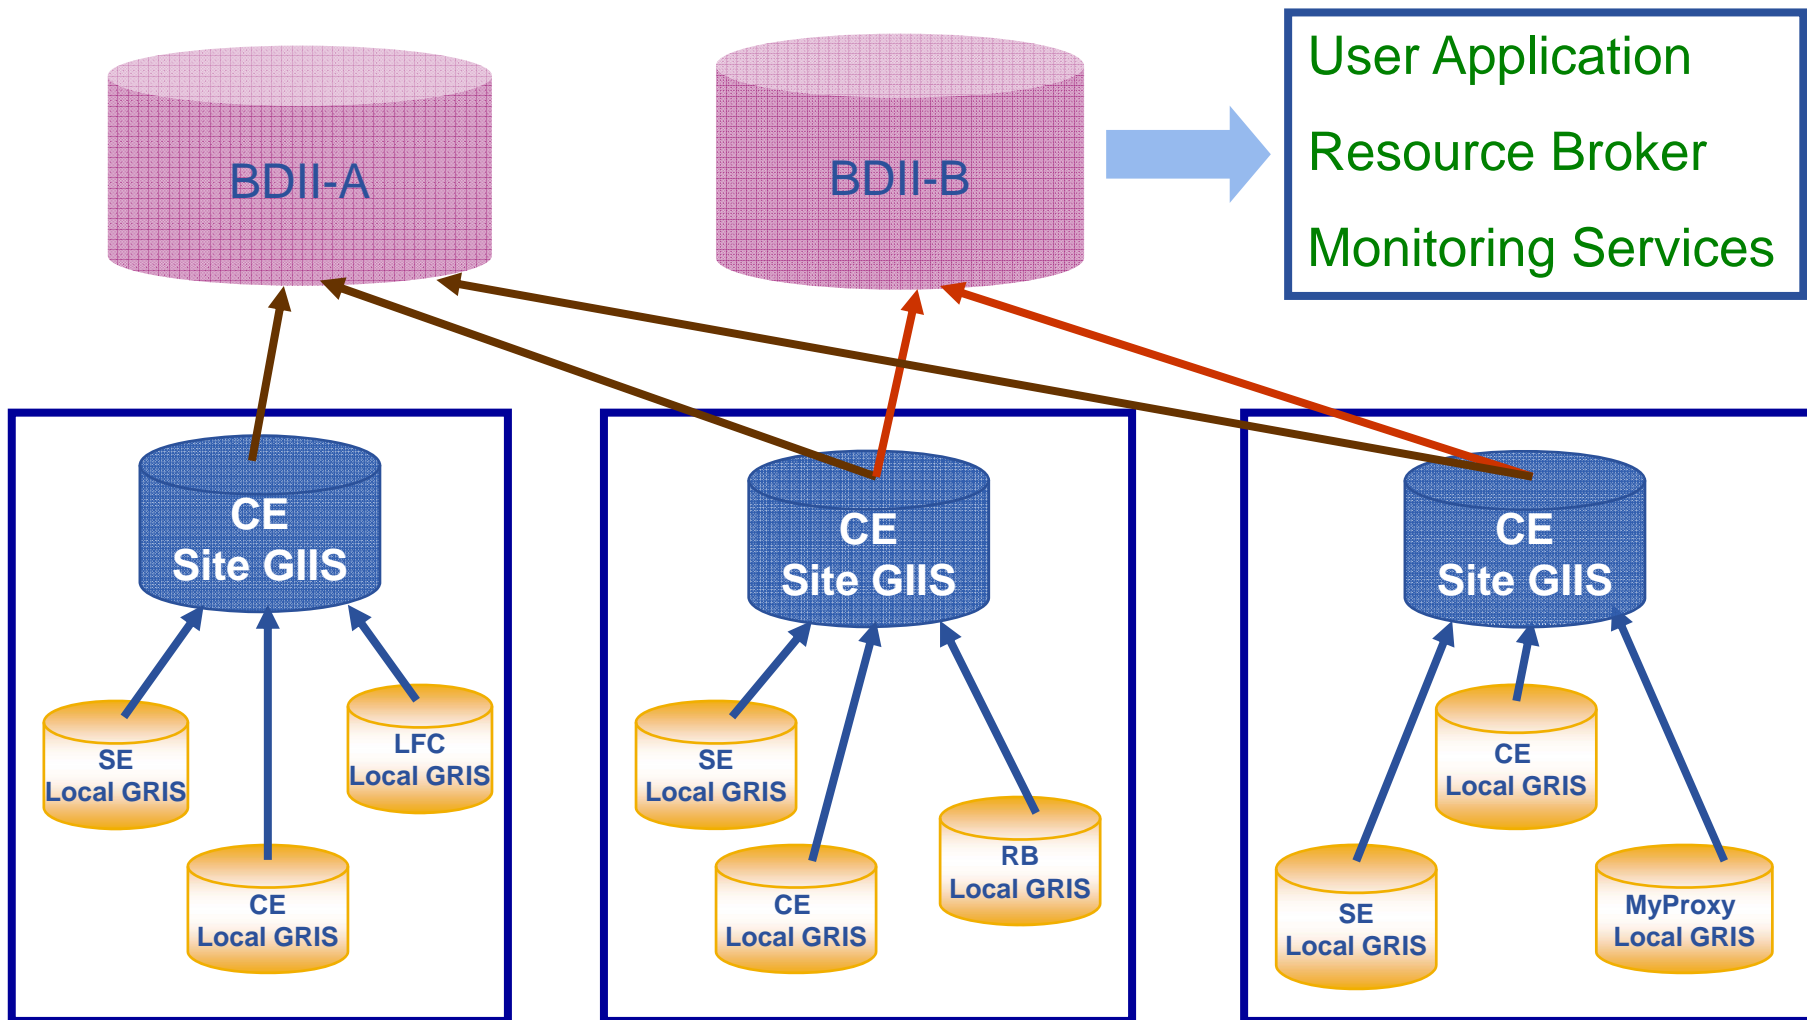 BDII-A
BDII-B
User Application
Resource Broker
Monitoring Services
CE
Site GIIS
SE
Local GRIS
CE
Local GRIS
LFC
Local GRIS
CE
Site GIIS
SE
Local GRIS
CE
Local GRIS
RB
Local GRIS
CE
Site GIIS
SE
Local GRIS
CE
Local GRIS
MyProxy
Local GRIS